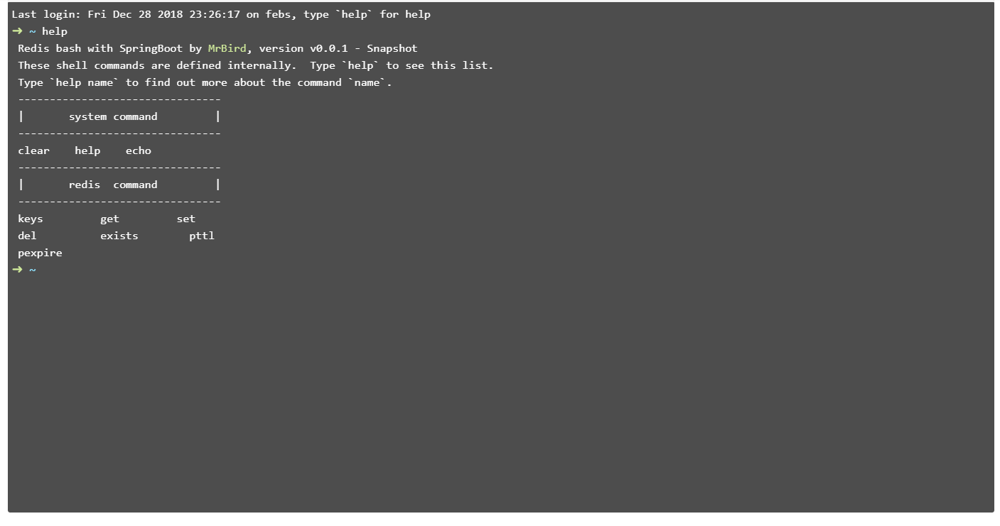 Last login: Fri Dec 28 2018 23:26:17 on febs, type `help` for help
➜ ~ help
Redis bash with SpringBoot by MrBird, version v0.0.1 - Snapshot
These shell commands are defined internally.  Type `help` to see this list.
Type `help name` to find out more about the command `name`.
--------------------------------
|       system command         |
--------------------------------
clear    help    echo
--------------------------------
|       redis  command         |
--------------------------------
keys         get         set
del          exists        pttl
pexpire
➜ ~